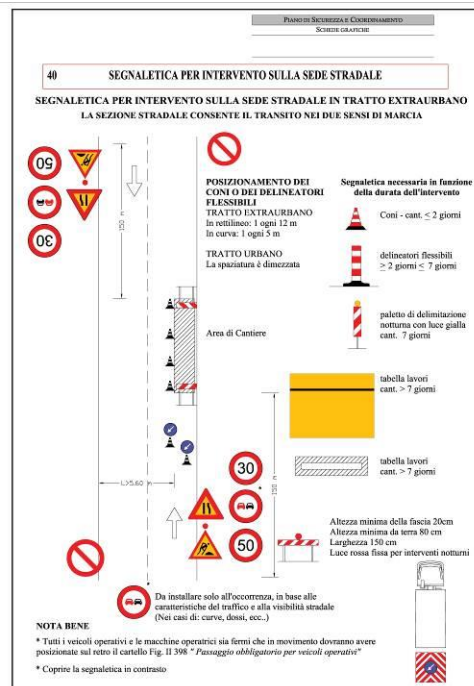 PIANO DI SICUREZZA E COORDINAMENTO
SCHEDE GRAFICHE
40 SEGNALETICA PER INTERVENTO SULLA SEDE STRADALE
SEGNALETICA PER INTERVENTO SULLA SEDE STRADALE IN TRATTO EXTRAURBANO
LA SEZIONE STRADALE CONSENTE IL TRANSITO NEI DUE SENSI DI MARCIA
50
30
150 m
POSIZIONAMENTO DEI
CONI O DEI DELINEATORI
FLESSIBILI
TRATTO EXTRAURBANO
In rettilineo: 1 ogni 12 m
In curva: 1 ogni 5 m
TRATTO URBANO
La spaziatura è dimezzata
Segnaletica necessaria in funzione
della durata dell'intervento
Coni - cant. ≤ 2 giorni
delineatori flessibili
> 2 giorni ≤ 7 giorni
paletto di delimitazione
notturna con luce gialla
cant. 7 giorni
Area di Cantiere
tabella lavori
cant. > 7 giorni
tabella lavori
cant. > 7 giorni
L>5,60 m
150 m
30
50
Altezza minima della fascia 20cm
Altezza minima da terra 80 cm
Larghezza 150 cm
Luce rossa fissa per interventi notturni
Da installare solo all'occorrenza, in base alle
caratteristiche del traffico e alla visibilità stradale
(Nei casi di: curve, dossi, ecc..)
NOTA BENE
* Tutti i veicoli operativi e le macchine operatrici sia fermi che in movimento dovranno avere
posizionate sul retro il cartello Fig. II 398 " Passaggio obbligatorio per veicoli operativi"
* Coprire la segnaletica in contrasto